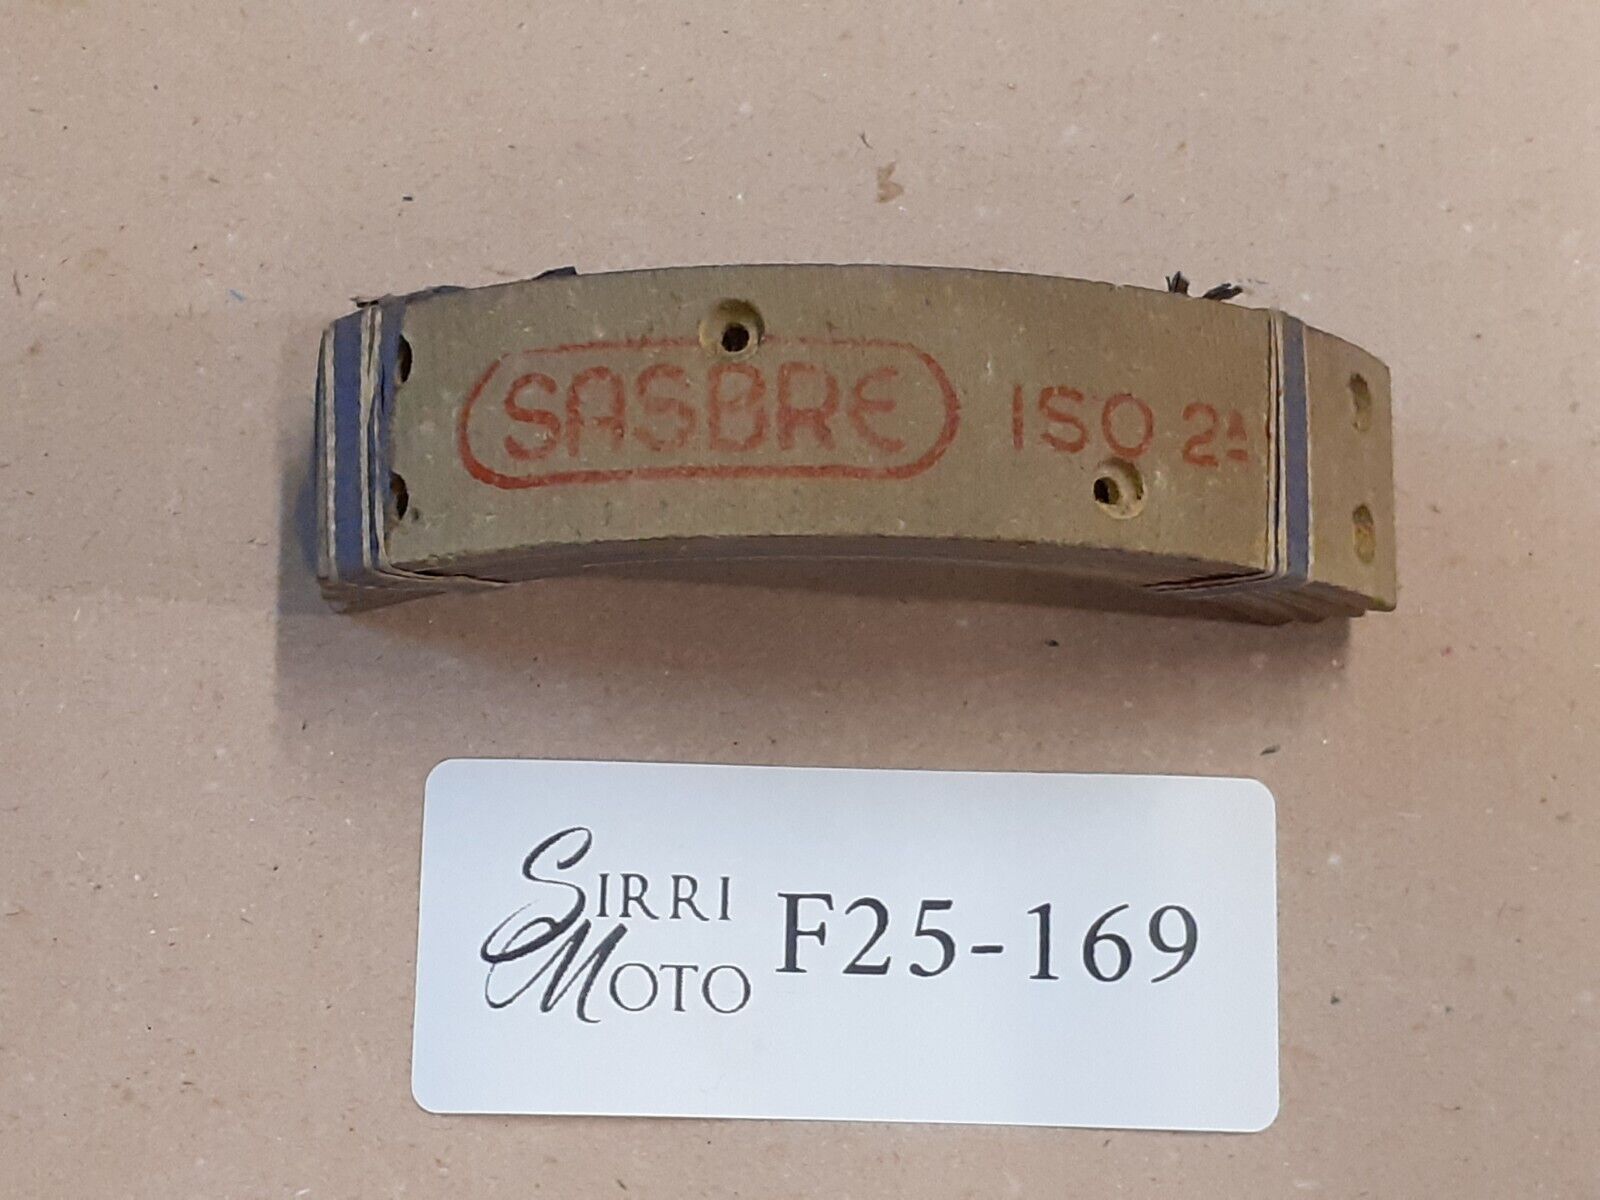 SASBRE ISO 2
SIRRI
MOTO
F25-169